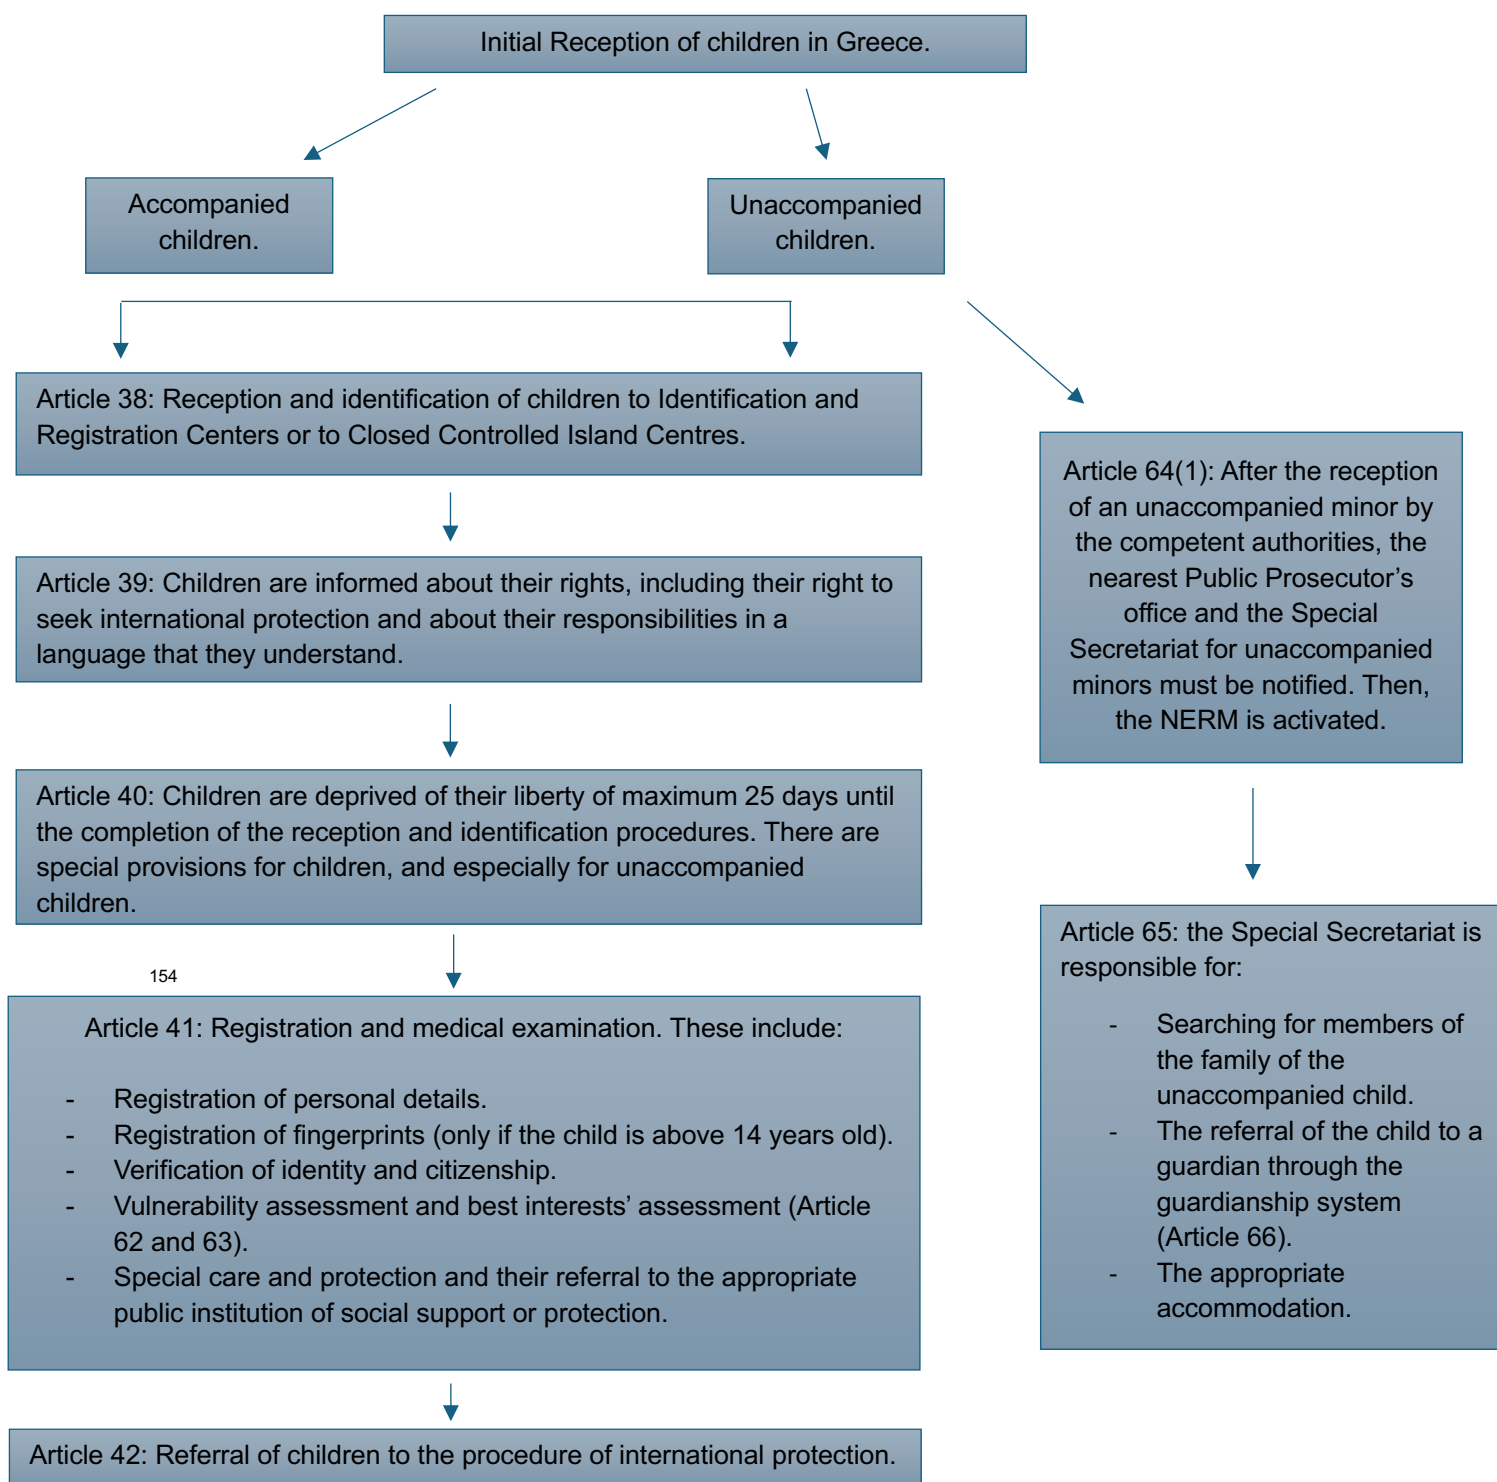 Initial Reception of children in Greece.
Accompanied
children.
Unaccompanied
children.
Article 38: Reception and identification of children to Identification and
Registration Centers or to Closed Controlled Island Centres.
Article 39: Children are informed about their rights, including their right to
seek international protection and about their responsibilities in a
language that they understand.
Article 40: Children are deprived of their liberty of maximum 25 days until
the completion of the reception and identification procedures. There are
special provisions for children, and especially for unaccompanied
children.
154
Article 41: Registration and medical examination. These include:
- Registration of personal details.
- Registration of fingerprints (only if the child is above 14 years old).
- Verification of identity and citizenship.
- Vulnerability assessment and best interests’ assessment (Article
62 and 63).
- Special care and protection and their referral to the appropriate
public institution of social support or protection.
Article 42: Referral of children to the procedure of international protection.
Article 64(1): After the reception
of an unaccompanied minor by
the competent authorities, the
nearest Public Prosecutor’s
office and the Special
Secretariat for unaccompanied
minors must be notified. Then,
the NERM is activated.
Article 65: the Special Secretariat is
responsible for:
- Searching for members of
the family of the
unaccompanied child.
- The referral of the child to a
guardian through the
guardianship system
(Article 66).
- The appropriate
accommodation.